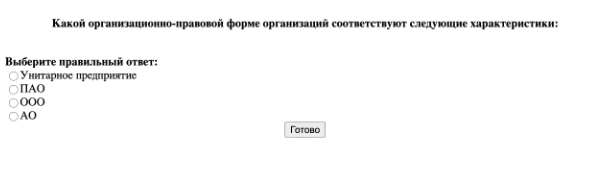 Какой организационно-правовой форме организаций соответствуют следующие характеристики:
Выберите правильный ответ:
Унитарное предприятие
ПАО
ООО
АО
Готово